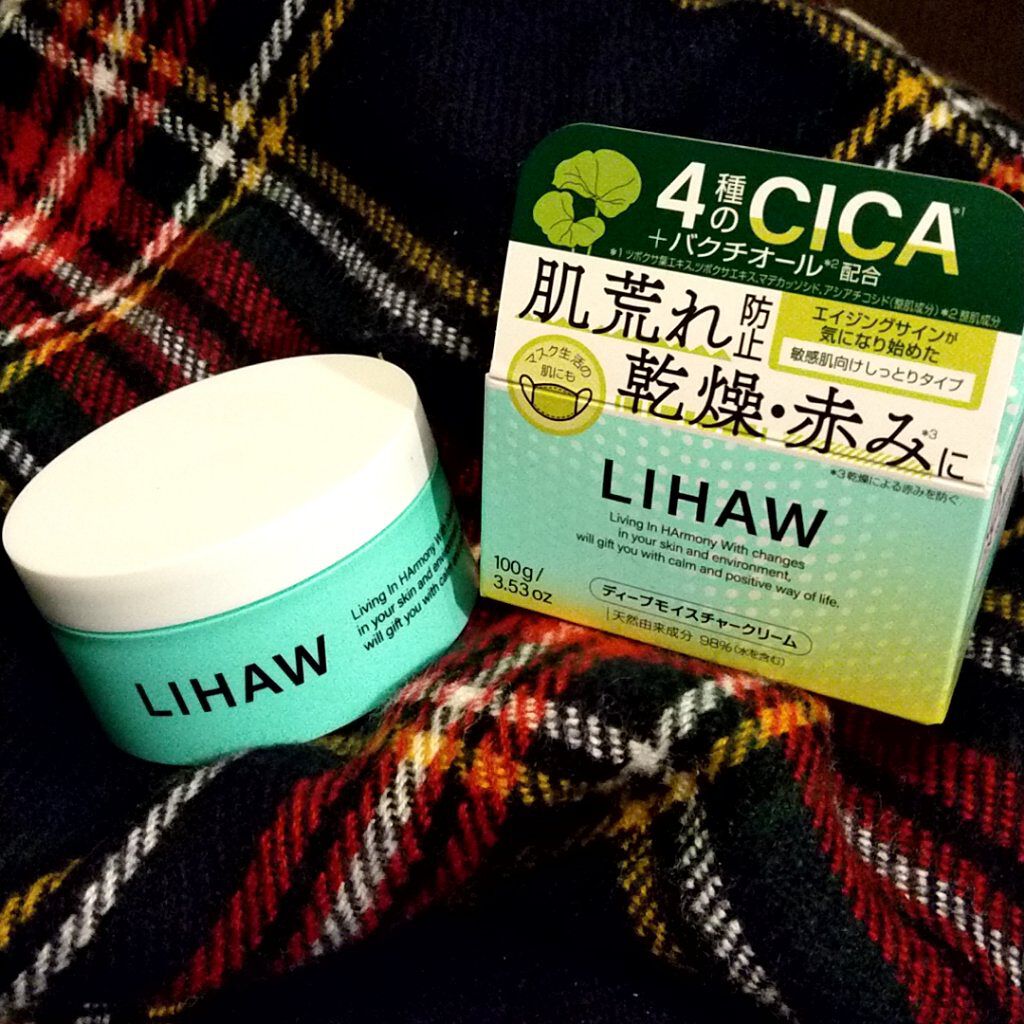 4種のCICA*1
+バクチオール*2配合
*1 ツボクサ葉エキス、ツボクサエキス、マデカッソシド、アシアチコシド(整肌成分) *2 整肌成分
肌荒れ防止
エイジングサインが
気になり始めた
敏感肌向けしっとりタイプ
マスク生活の
肌にも
乾燥・赤み*3に
*3 乾燥による赤みを防ぐ
LIHAW
Living In HArmony With changes
in your skin and environment,
will gift you with calm and positive way of life.
100g/
3.53oz
ディープモイスチャークリーム
天然由来成分 98%(水を含む)
LIHAW
Living In HArmony With
in your skin and
will gift you with